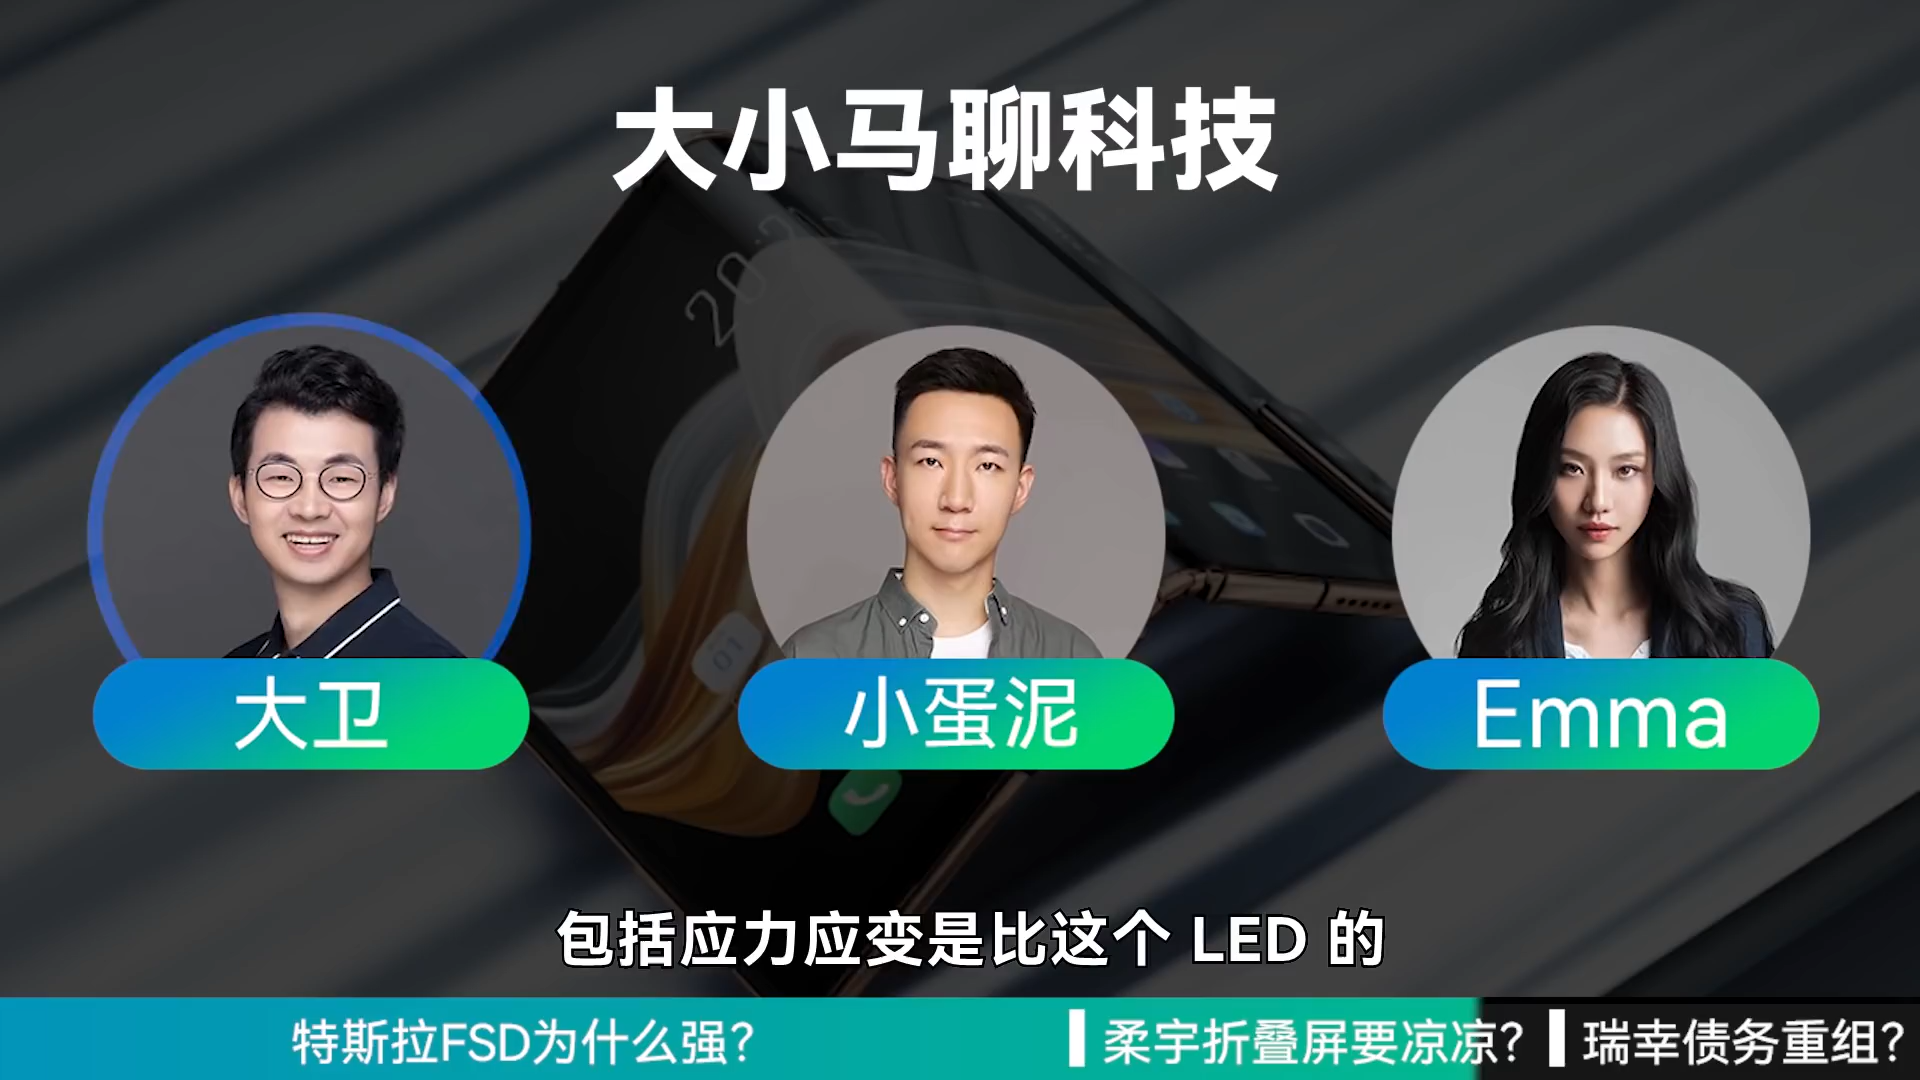 大小马聊科技
大卫
小蛋泥
Emma
包括应力应变是比这个 LED 的
特斯拉FSD为什么强？
柔宇折叠屏要凉凉？
瑞幸债务重组？